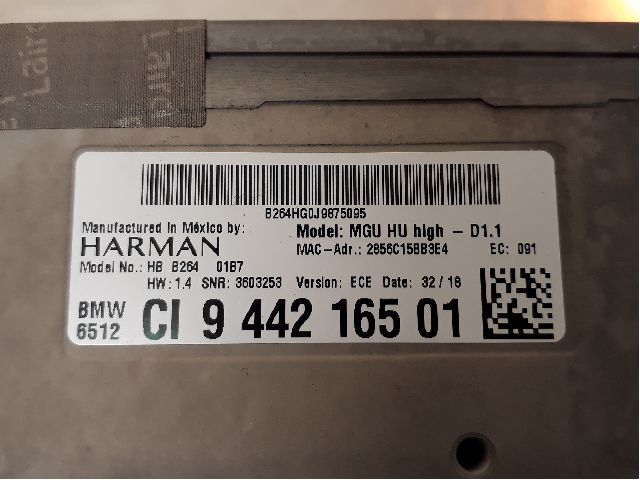 Laird
Laird
B264HG0J9875095
Manufactured in México by: Model: MGU HU high - D1.1
HARMAN MAC-Adr.: 2856C15BB3E4 EC: 091
Model No.: HB B264 01B7
HW: 1.4 SNR: 3603253 Version: ECE Date: 32/18
BMW
6512 CI 9 442 165 01